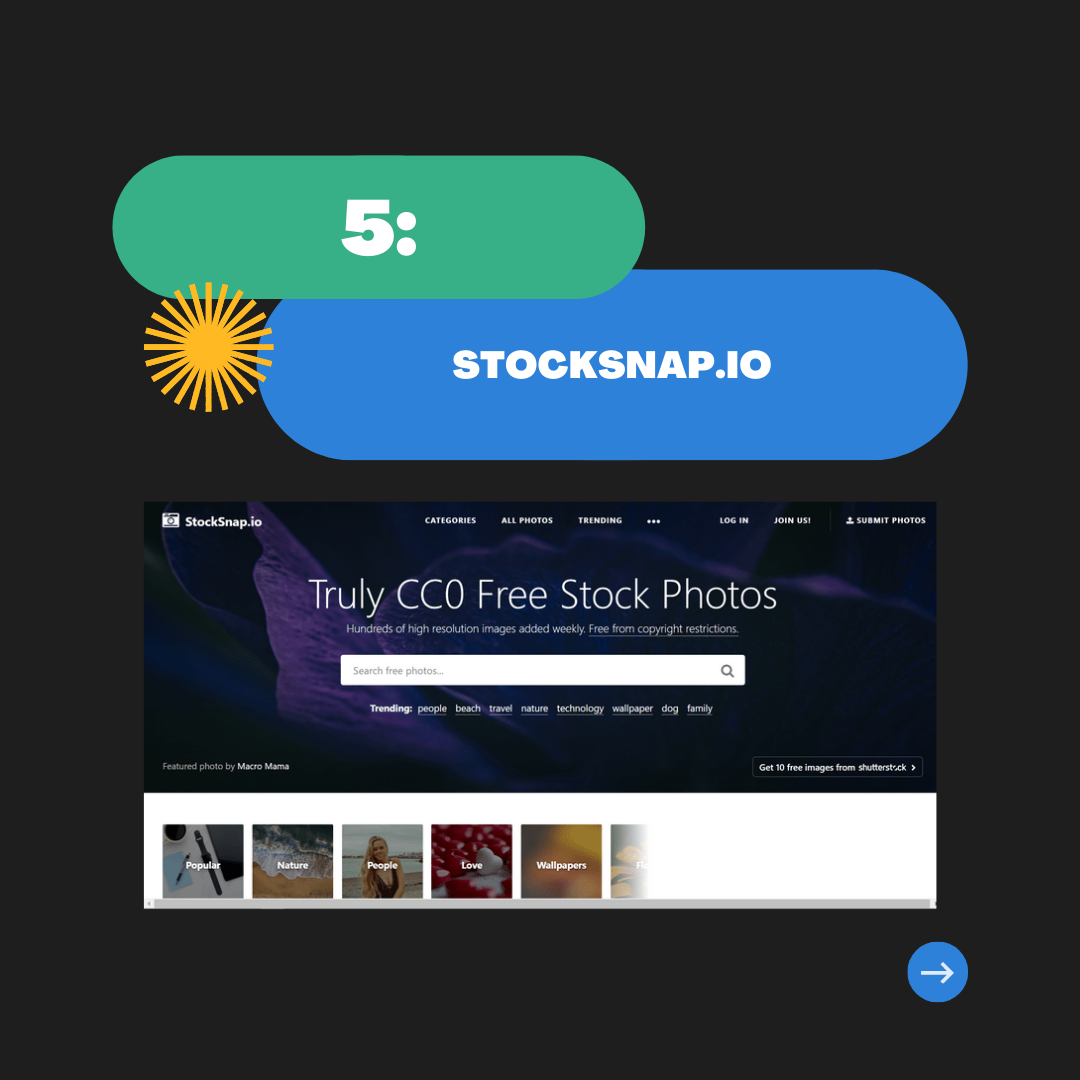 5:
STOCKSNAP.IO
StockSnap.io
CATEGORIES ALL PHOTOS TRENDING ••• LOG IN JOIN US! SUBMIT PHOTOS
Truly CC0 Free Stock Photos
Hundreds of high resolution images added weekly. Free from copyright restrictions.
Search free photos...
Trending: people beach travel nature technology wallpaper dog family
Featured photo by Macro Mama
Get 10 free images from shutterstock
Popular Nature People Love Wallpapers